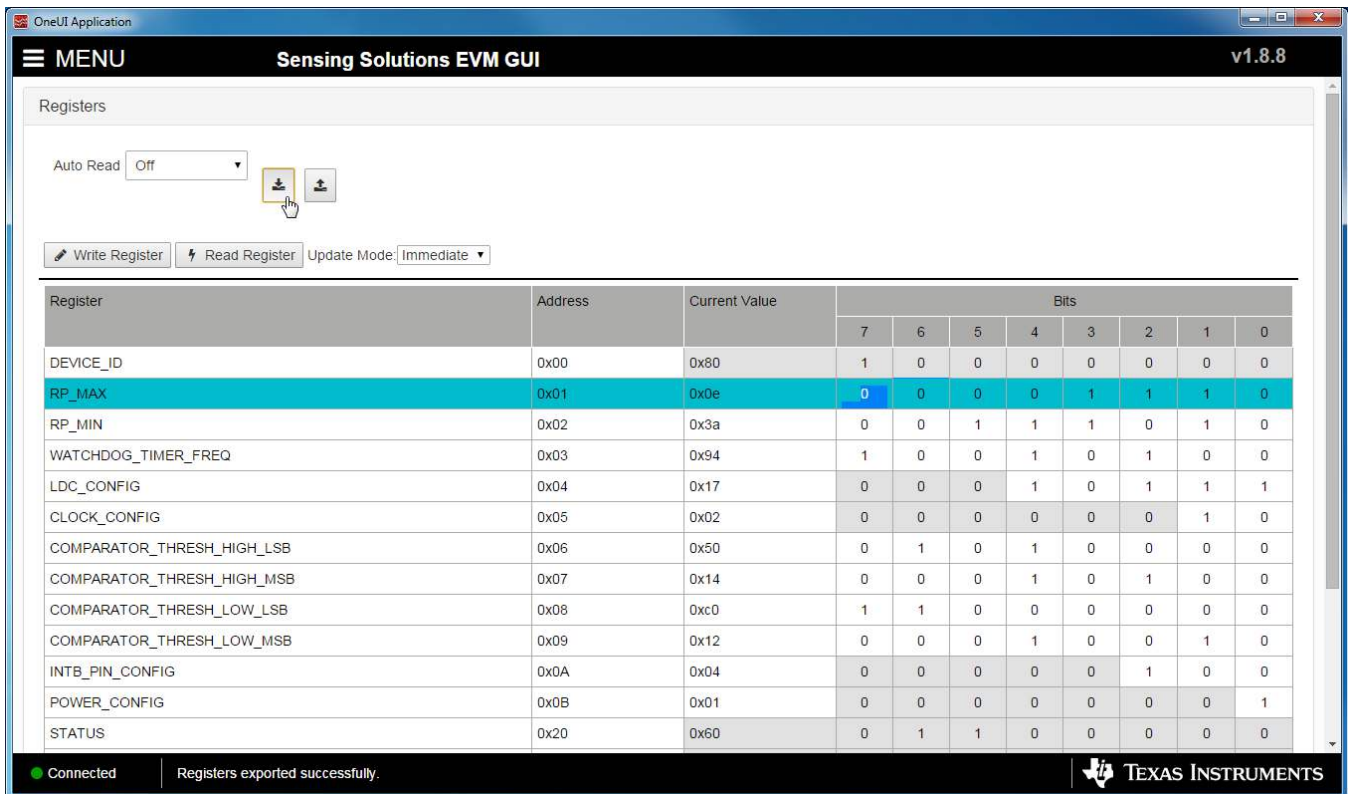 OneUI Application
MENU Sensing Solutions EVM GUI v1.8.8
Registers
Auto Read Off
Write Register Read Register Update Mode: Immediate
Register Address Current Value Bits
7 6 5 4 3 2 1 0
DEVICE_ID 0x00 0x80 1 0 0 0 0 0 0 0
RP_MAX 0x01 0x0e 0 0 0 0 1 1 1 0
RP_MIN 0x02 0x3a 0 0 1 1 1 0 1 0
WATCHDOG_TIMER_FREQ 0x03 0x94 1 0 0 1 0 1 0 0
LDC_CONFIG 0x04 0x17 0 0 0 1 0 1 1 1
CLOCK_CONFIG 0x05 0x02 0 0 0 0 0 0 1 0
COMPARATOR_THRESH_HIGH_LSB 0x06 0x50 0 1 0 1 0 0 0 0
COMPARATOR_THRESH_HIGH_MSB 0x07 0x14 0 0 0 1 0 1 0 0
COMPARATOR_THRESH_LOW_LSB 0x08 0xc0 1 1 0 0 0 0 0 0
COMPARATOR_THRESH_LOW_MSB 0x09 0x12 0 0 0 1 0 0 1 0
INTB_PIN_CONFIG 0x0A 0x04 0 0 0 0 0 1 0 0
POWER_CONFIG 0x0B 0x01 0 0 0 0 0 0 0 1
STATUS 0x20 0x60 0 1 1 0 0 0 0 0
Connected Registers exported successfully. TEXAS INSTRUMENTS